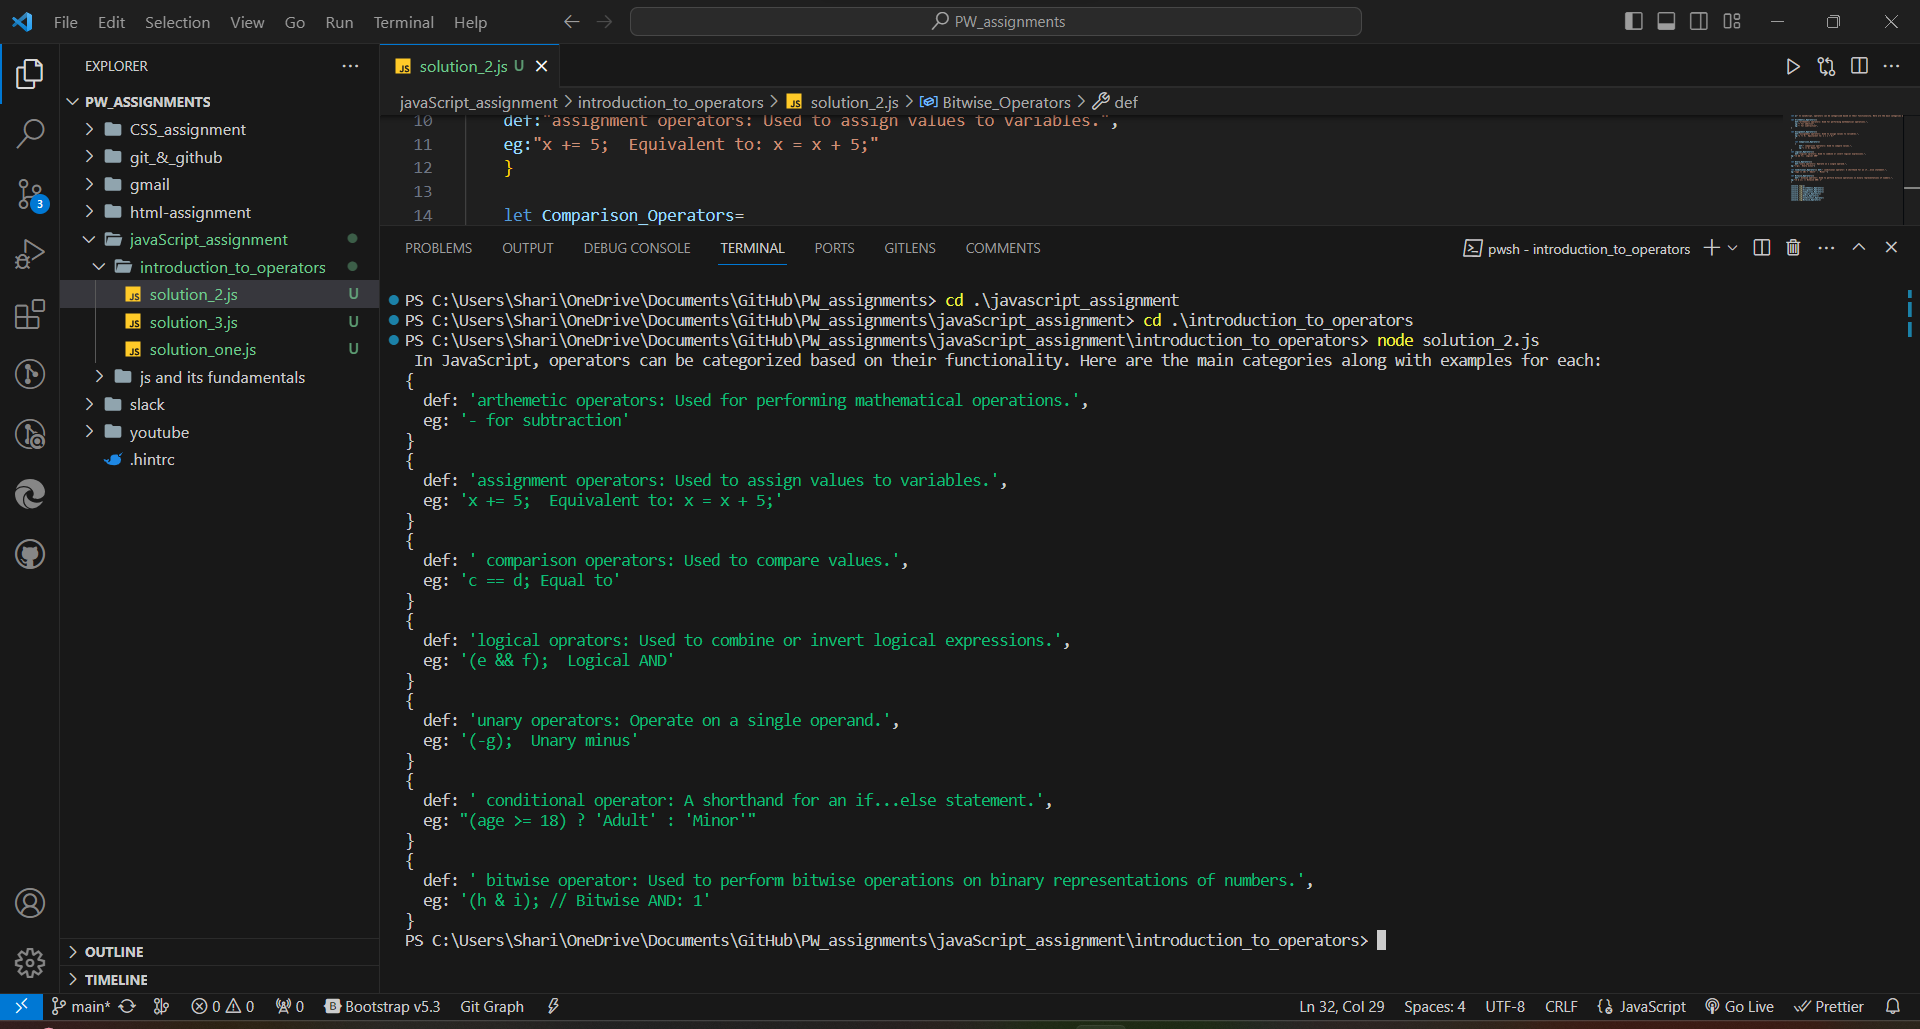 File Edit Selection View Go Run Terminal Help
PW_assignments
EXPLORER
PW_ASSIGNMENTS
CSS_assignment
git_&_github
gmail
html-assignment
javaScript_assignment
introduction_to_operators
solution_2.js U
solution_3.js U
solution_one.js U
js and its fundamentals
slack
youtube
.hintrc
OUTLINE
TIMELINE
3
solution_2.js U
javaScript_assignment introduction_to_operators solution_2.js Bitwise_Operators def
10 def:"assignment operators: Used to assign values to variables.",
11 eg:"x += 5;  Equivalent to: x = x + 5;"
12 }
13
14 let Comparison_Operators=
PROBLEMS OUTPUT DEBUG CONSOLE TERMINAL PORTS GITLENS COMMENTS
pwsh - introduction_to_operators
PS C:\Users\Shari\OneDrive\Documents\GitHub\PW_assignments> cd .\javascript_assignment
PS C:\Users\Shari\OneDrive\Documents\GitHub\PW_assignments\javaScript_assignment> cd .\introduction_to_operators
PS C:\Users\Shari\OneDrive\Documents\GitHub\PW_assignments\javaScript_assignment\introduction_to_operators> node solution_2.js
In JavaScript, operators can be categorized based on their functionality. Here are the main categories along with examples for each:
{
def: 'arthemetic operators: Used for performing mathematical operations.',
eg: '- for subtraction'
}
{
def: 'assignment operators: Used to assign values to variables.',
eg: 'x += 5;  Equivalent to: x = x + 5;'
}
{
def: ' comparison operators: Used to compare values.',
eg: 'c == d; Equal to'
}
{
def: 'logical oprators: Used to combine or invert logical expressions.',
eg: '(e && f);  Logical AND'
}
{
def: 'unary operators: Operate on a single operand.',
eg: '(-g);  Unary minus'
}
{
def: ' conditional operator: A shorthand for an if...else statement.',
eg: "(age >= 18) ? 'Adult' : 'Minor'"
}
{
def: ' bitwise operator: Used to perform bitwise operations on binary representations of numbers.',
eg: '(h & i); // Bitwise AND: 1'
}
PS C:\Users\Shari\OneDrive\Documents\GitHub\PW_assignments\javaScript_assignment\introduction_to_operators>
main* 0 0 0 Bootstrap v5.3 Git Graph Ln 32, Col 29 Spaces: 4 UTF-8 CRLF {} JavaScript Go Live Prettier